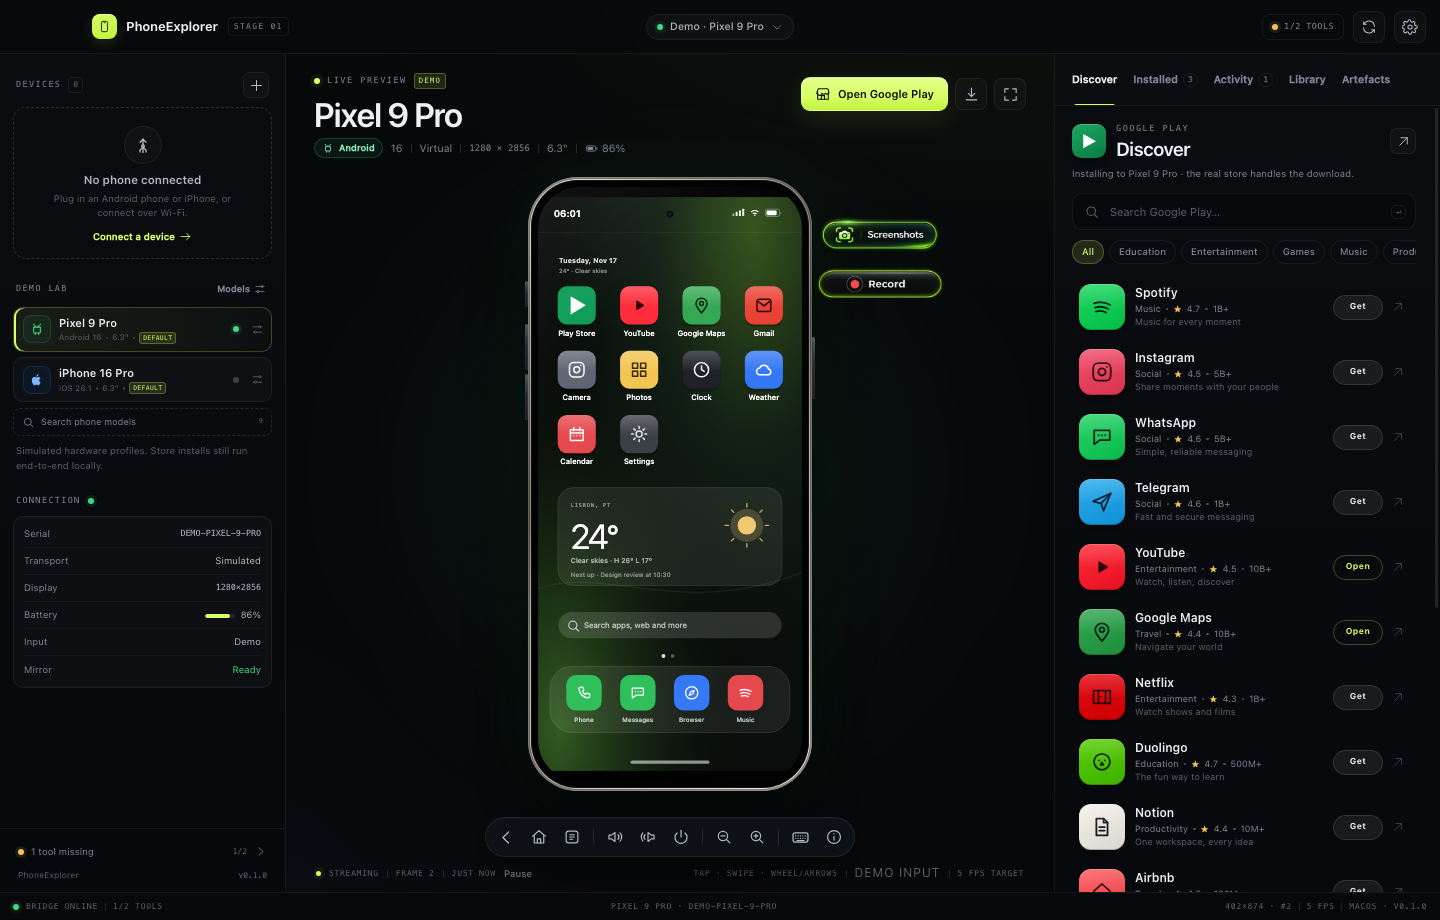 PhoneExplorer
STAGE 01
Demo · Pixel 9 Pro
1/2 TOOLS
DEVICES 0
No phone connected
Plug in an Android phone or iPhone, or
connect over Wi-Fi.
Connect a device →
DEMO LAB
Models
Pixel 9 Pro
Android 16 • 6.3" • DEFAULT
iPhone 16 Pro
iOS 26.1 • 6.3" • DEFAULT
Search phone models 9
Simulated hardware profiles. Store installs still run
end-to-end locally.
CONNECTION
Serial DEMO-PIXEL-9-PRO
Transport Simulated
Display 1280×2856
Battery 86%
Input Demo
Mirror Ready
1 tool missing 1/2
PhoneExplorer v0.1.0
LIVE PREVIEW DEMO
Pixel 9 Pro
Android 16 | Virtual | 1280 × 2856 | 6.3" | 86%
Open Google Play
06:01
Tuesday, Nov 17
24° · Clear skies
Play Store YouTube Google Maps Gmail
Camera Photos Clock Weather
Calendar Settings
LISBON, PT
24°
Clear skies · H 26° L 17°
Next up · Design review at 10:30
Search apps, web and more
Phone Messages Browser Music
Screenshots
Record
STREAMING | FRAME 2 | JUST NOW Pause
TAP · SWIPE · WHEEL/ARROWS | DEMO INPUT | 5 FPS TARGET
Discover Installed 3 Activity 1 Library Artefacts
GOOGLE PLAY
Discover
Installing to Pixel 9 Pro · the real store handles the download.
Search Google Play…
All Education Entertainment Games Music
Spotify
Music · ★ 4.7 · 1B+
Music for every moment
Get
Instagram
Social · ★ 4.5 · 5B+
Share moments with your people
Get
WhatsApp
Social · ★ 4.6 · 5B+
Simple, reliable messaging
Get
Telegram
Social · ★ 4.6 · 1B+
Fast and secure messaging
Get
YouTube
Entertainment · ★ 4.5 · 10B+
Watch, listen, discover
Open
Google Maps
Travel · ★ 4.4 · 10B+
Navigate your world
Open
Netflix
Entertainment · ★ 4.3 · 1B+
Watch shows and films
Get
Duolingo
Education · ★ 4.7 · 500M+
The fun way to learn
Get
Notion
Productivity · ★ 4.4 · 10M+
One workspace, every idea
Get
Airbnb
Get
BRIDGE ONLINE | 1/2 TOOLS
PIXEL 9 PRO · DEMO-PIXEL-9-PRO
402×874 · #2 | 5 FPS | MACOS · V0.1.0